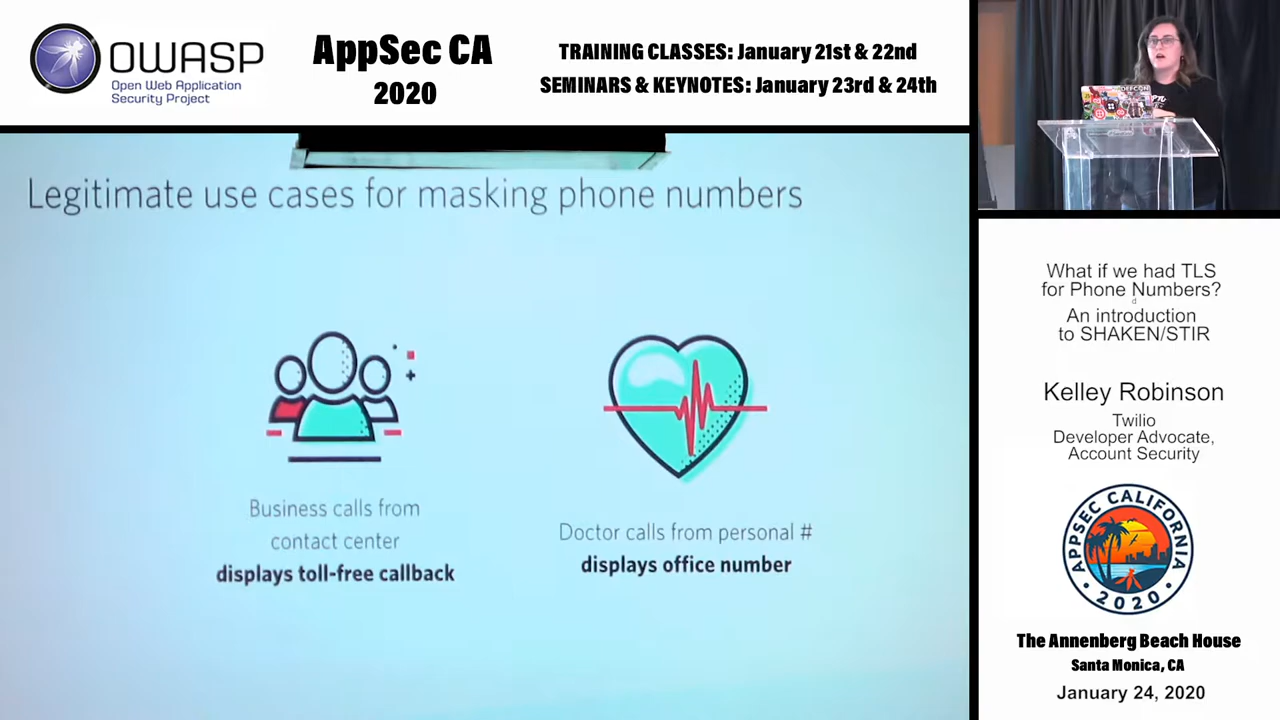 OWASP
Open Web Application
Security Project
AppSec CA
2020
TRAINING CLASSES: January 21st & 22nd
SEMINARS & KEYNOTES: January 23rd & 24th
Legitimate use cases for masking phone numbers
Business calls from
contact center
displays toll-free callback
Doctor calls from personal #
displays office number
DEFCON
What if we had TLS
for Phone Numbers?
d
An introduction
to SHAKEN/STIR
Kelley Robinson
Twilio
Developer Advocate,
Account Security
APPSEC CALIFORNIA
• 2020 •
The Annenberg Beach House
Santa Monica, CA
January 24, 2020